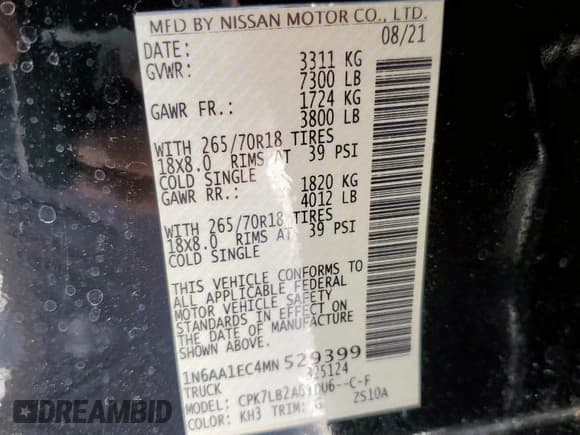 MFD BY NISSAN MOTOR CO., LTD.
DATE: 08/21
GVWR: 3311 KG
7300 LB
GAWR FR.: 1724 KG
3800 LB
WITH 265/70R18 TIRES
18X8.0 RIMS AT 39 PSI
COLD SINGLE
GAWR RR.: 1820 KG
4012 LB
WITH 265/70R18 TIRES
18X8.0 RIMS AT 39 PSI
COLD SINGLE
THIS VEHICLE CONFORMS TO
ALL APPLICABLE FEDERAL
MOTOR VEHICLE SAFETY
STANDARDS IN EFFECT ON
THE DATE OF MANUFACTURE
SHOWN ABOVE.
1N6AA1EC4MN 529399
TRUCK
MODEL:
COLOR: KH3 TRIM: G ZS10A
DREAMBID